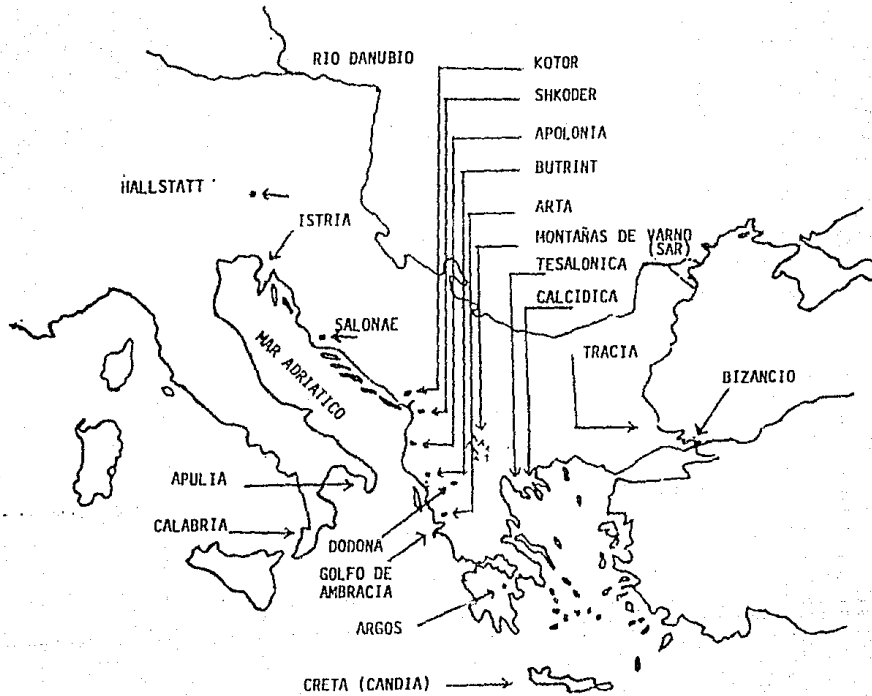 RIO DANUBIO
KOTOR
SHKODER
APOLONIA
BUTRINT
HALLSTATT
ARTA
ISTRIA
MONTAÑAS DE VARNO
(SAR)
TESALONICA
CALCIDICA
SALONAE
MAR ADRIATICO
TRACIA
BIZANCIO
APULIA
CALABRIA
DODONA
GOLFO DE
AMBRACIA
ARGOS
CRETA (CANDIA)